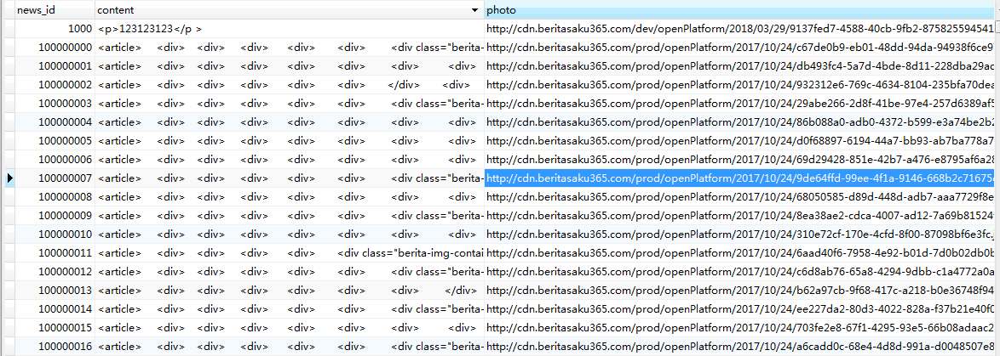 news_id content photo
1000 <p>123123123</p > http://cdn.beritasaku365.com/dev/openPlatform/2018/03/29/9137fed7-4588-40cb-9fb2-875825594541
100000000 <article> <div> <div> <div> <div> <div> <div class="berita- http://cdn.beritasaku365.com/prod/openPlatform/2017/10/24/c67de0b9-eb01-48dd-94da-94938f6ce9
100000001 <article> <div> <div> <div> <div> <div> <div> http://cdn.beritasaku365.com/prod/openPlatform/2017/10/24/db493fc4-5a7d-4bde-8d11-228dba29ac
100000002 <article> <div> <div> <div> <div> <div> </div> <div> http://cdn.beritasaku365.com/prod/openPlatform/2017/10/24/932312e6-769c-4634-8104-235bfa70dea
100000003 <article> <div> <div> <div> <div> <div> <div class="berita- http://cdn.beritasaku365.com/prod/openPlatform/2017/10/24/29abe266-2d8f-41be-97e4-257d6389af5
100000004 <article> <div> <div> <div> <div> <div> <div> <div> http://cdn.beritasaku365.com/prod/openPlatform/2017/10/24/86b088a0-adb0-4372-b599-e3a74be2b2
100000005 <article> <div> <div> <div> <div> <div> <div> <div> http://cdn.beritasaku365.com/prod/openPlatform/2017/10/24/d0f68897-6194-44a7-bb93-ab7ba778a7
100000006 <article> <div> <div> <div> <div> <div> <div> <div> http://cdn.beritasaku365.com/prod/openPlatform/2017/10/24/69d29428-851e-42b7-a476-e8795af6a28
100000007 <article> <div> <div> <div> <div> <div> <div class="berita- http://cdn.beritasaku365.com/prod/openPlatform/2017/10/24/9de64ffd-99ee-4f1a-9146-668b2c71675
100000008 <article> <div> <div> <div> <div> <div> <div> <div> http://cdn.beritasaku365.com/prod/openPlatform/2017/10/24/68050585-d89d-448d-adb7-aaa7729f8e
100000009 <article> <div> <div> <div> <div> <div> <div class="berita- http://cdn.beritasaku365.com/prod/openPlatform/2017/10/24/8ea38ae2-cdca-4007-ad12-7a69b81524
100000010 <article> <div> <div> <div> <div> <div> <div> <div> http://cdn.beritasaku365.com/prod/openPlatform/2017/10/24/310e72cf-170e-4cfd-8f00-87098bf6e3fc.
100000011 <article> <div> <div> <div> <div> <div class="berita-img-contai http://cdn.beritasaku365.com/prod/openPlatform/2017/10/24/6aad40f6-7958-4e92-b01d-7d0b02db0b
100000012 <article> <div> <div> <div> <div> <div> <div class="berita- http://cdn.beritasaku365.com/prod/openPlatform/2017/10/24/c6d8ab76-65a8-4294-9dbb-c1a4772a0a
100000013 <article> <div> <div> <div> <div> <div> <div> </div> http://cdn.beritasaku365.com/prod/openPlatform/2017/10/24/b62a97cb-9f68-417c-a218-b0e36748f94
100000014 <article> <div> <div> <div> <div> <div> <div class="berita- http://cdn.beritasaku365.com/prod/openPlatform/2017/10/24/ee227da2-80d3-4022-828a-f37b21e40f0
100000015 <article> <div> <div> <div> <div> <div> <div> <div> http://cdn.beritasaku365.com/prod/openPlatform/2017/10/24/703fe2e8-67f1-4295-93e5-66b08adaac2
100000016 <article> <div> <div> <div> <div> <div> <div class="berita- http://cdn.beritasaku365.com/prod/openPlatform/2017/10/24/a6cadd0c-68e4-4d8d-991a-d0048507e8